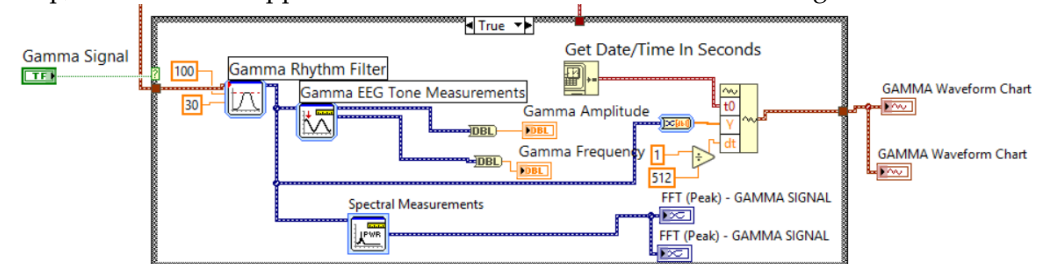 True
Gamma Signal
TF
?
100
30
Gamma Rhythm Filter
Gamma EEG Tone Measurements
Get Date/Time In Seconds
t0
Y
dt
Gamma Amplitude
DBL
DBL
Gamma Frequency
DBL
DBL
1
512
GAMMA Waveform Chart
GAMMA Waveform Chart
Spectral Measurements
PWR
FFT (Peak) - GAMMA SIGNAL
FFT (Peak) - GAMMA SIGNAL